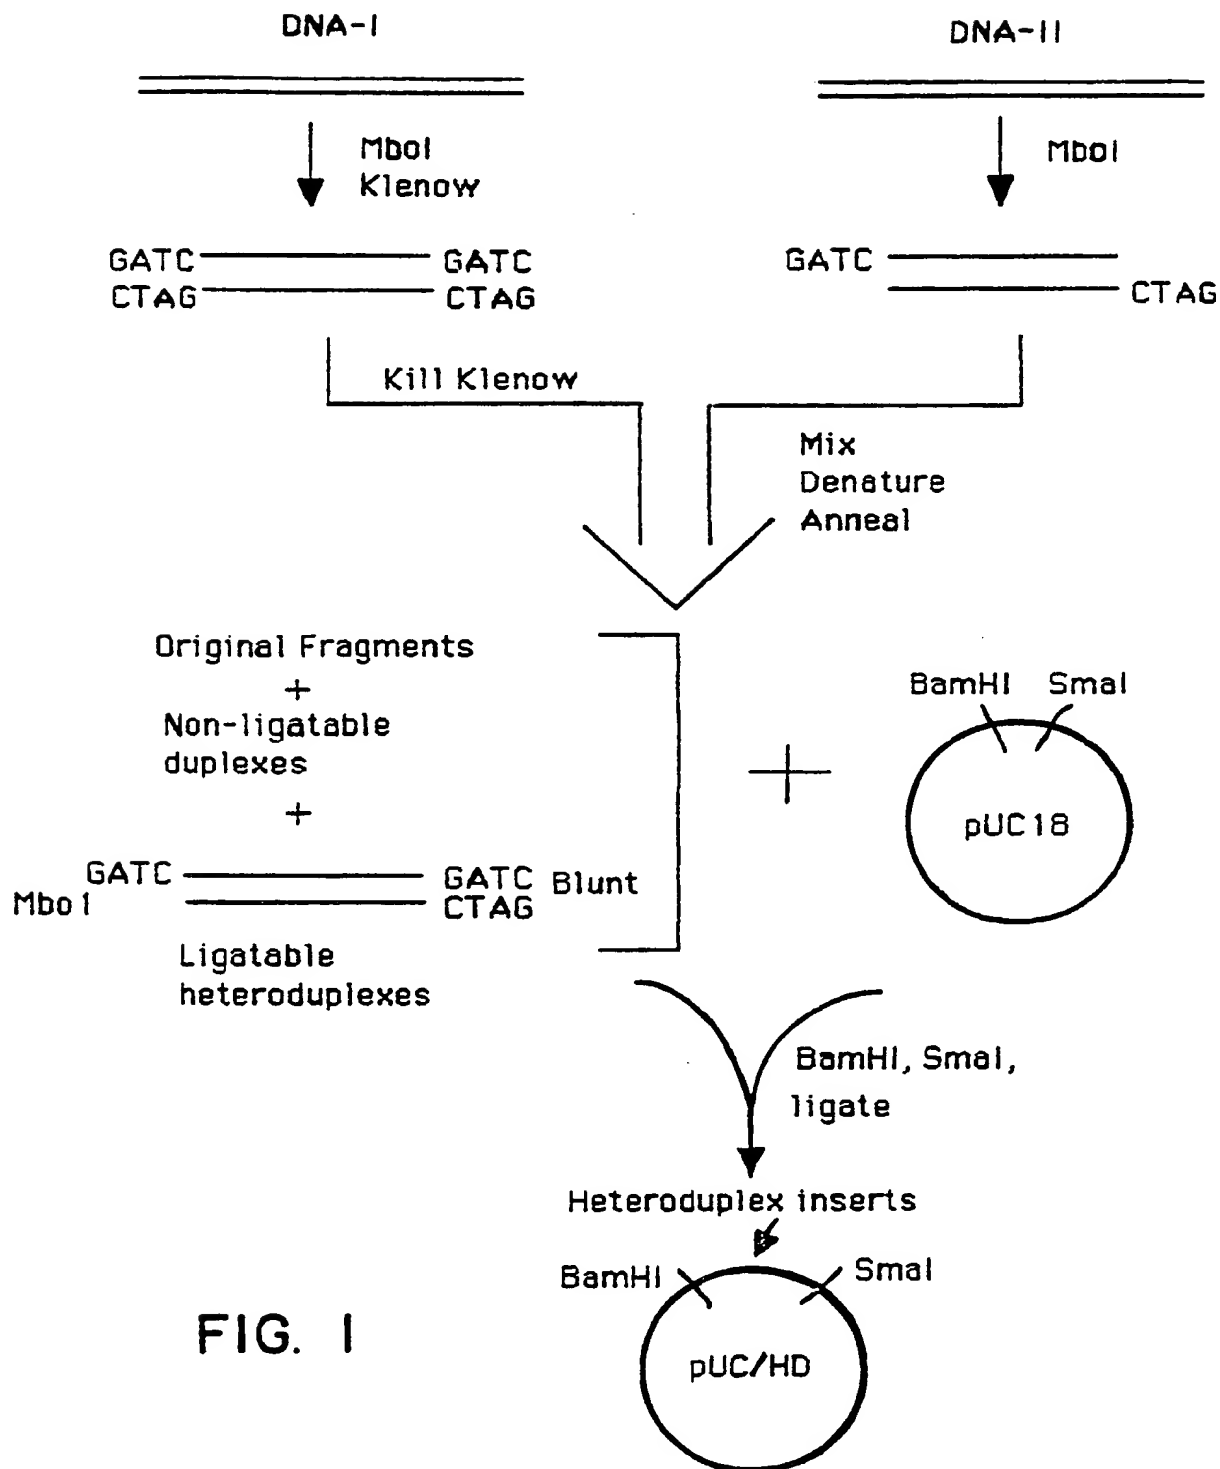 DNA-I
DNA-II
MboI
Klenow
MboI
GATC GATC
CTAG CTAG
GATC
CTAG
Kill Klenow
Mix
Denature
Anneal
Original Fragments
+
Non-ligatable
duplexes
+
GATC GATC Blunt
MboI CTAG
Ligatable
heteroduplexes
+
BamHI SmaI
pUC18
BamHI, SmaI,
ligate
Heteroduplex inserts
BamHI SmaI
pUC/HD
FIG. I